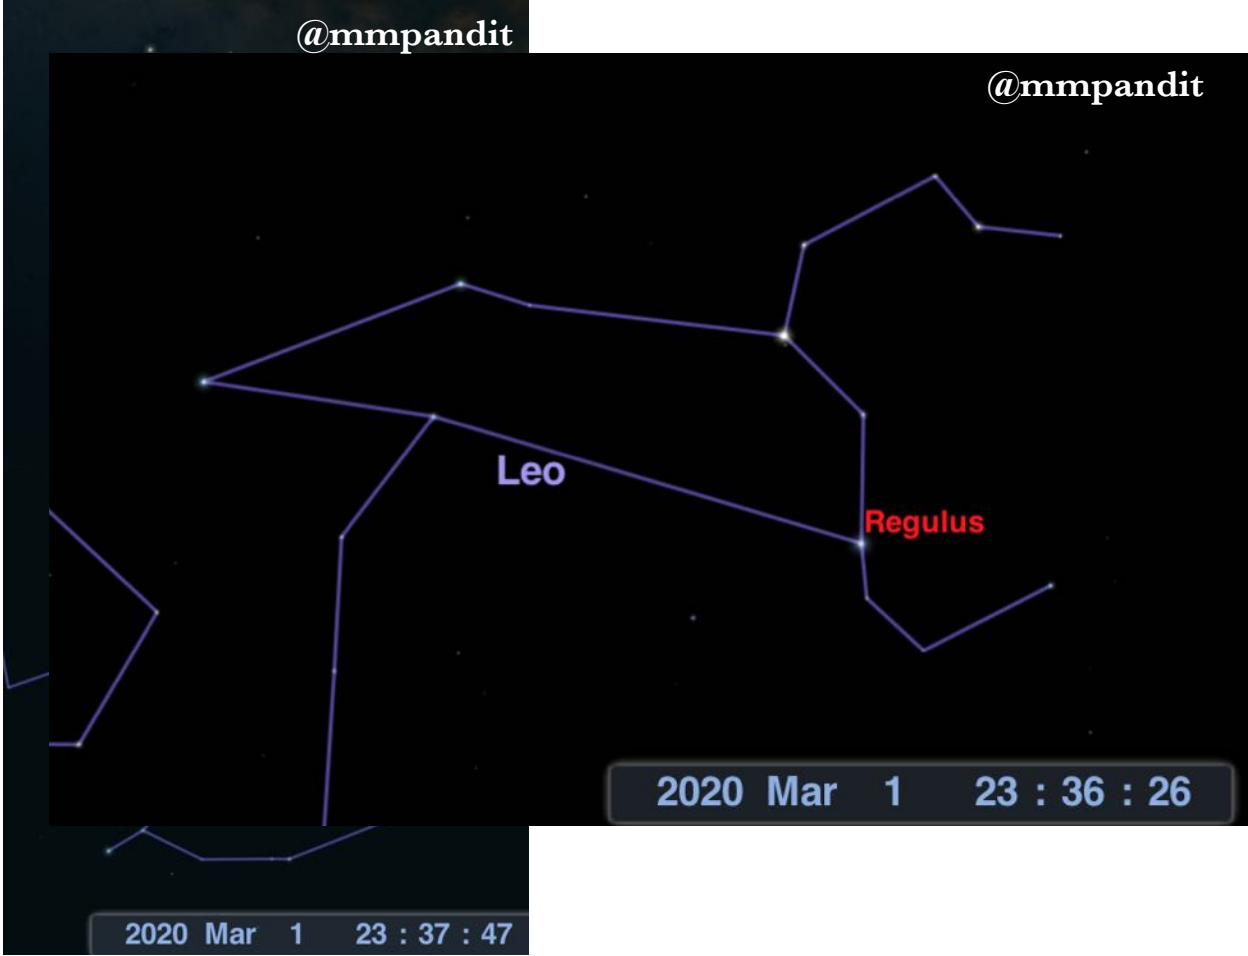 @mmpandit
@mmpandit
Leo
Regulus
2020 Mar 1 23 : 36 : 26
2020 Mar 1 23 : 37 : 47